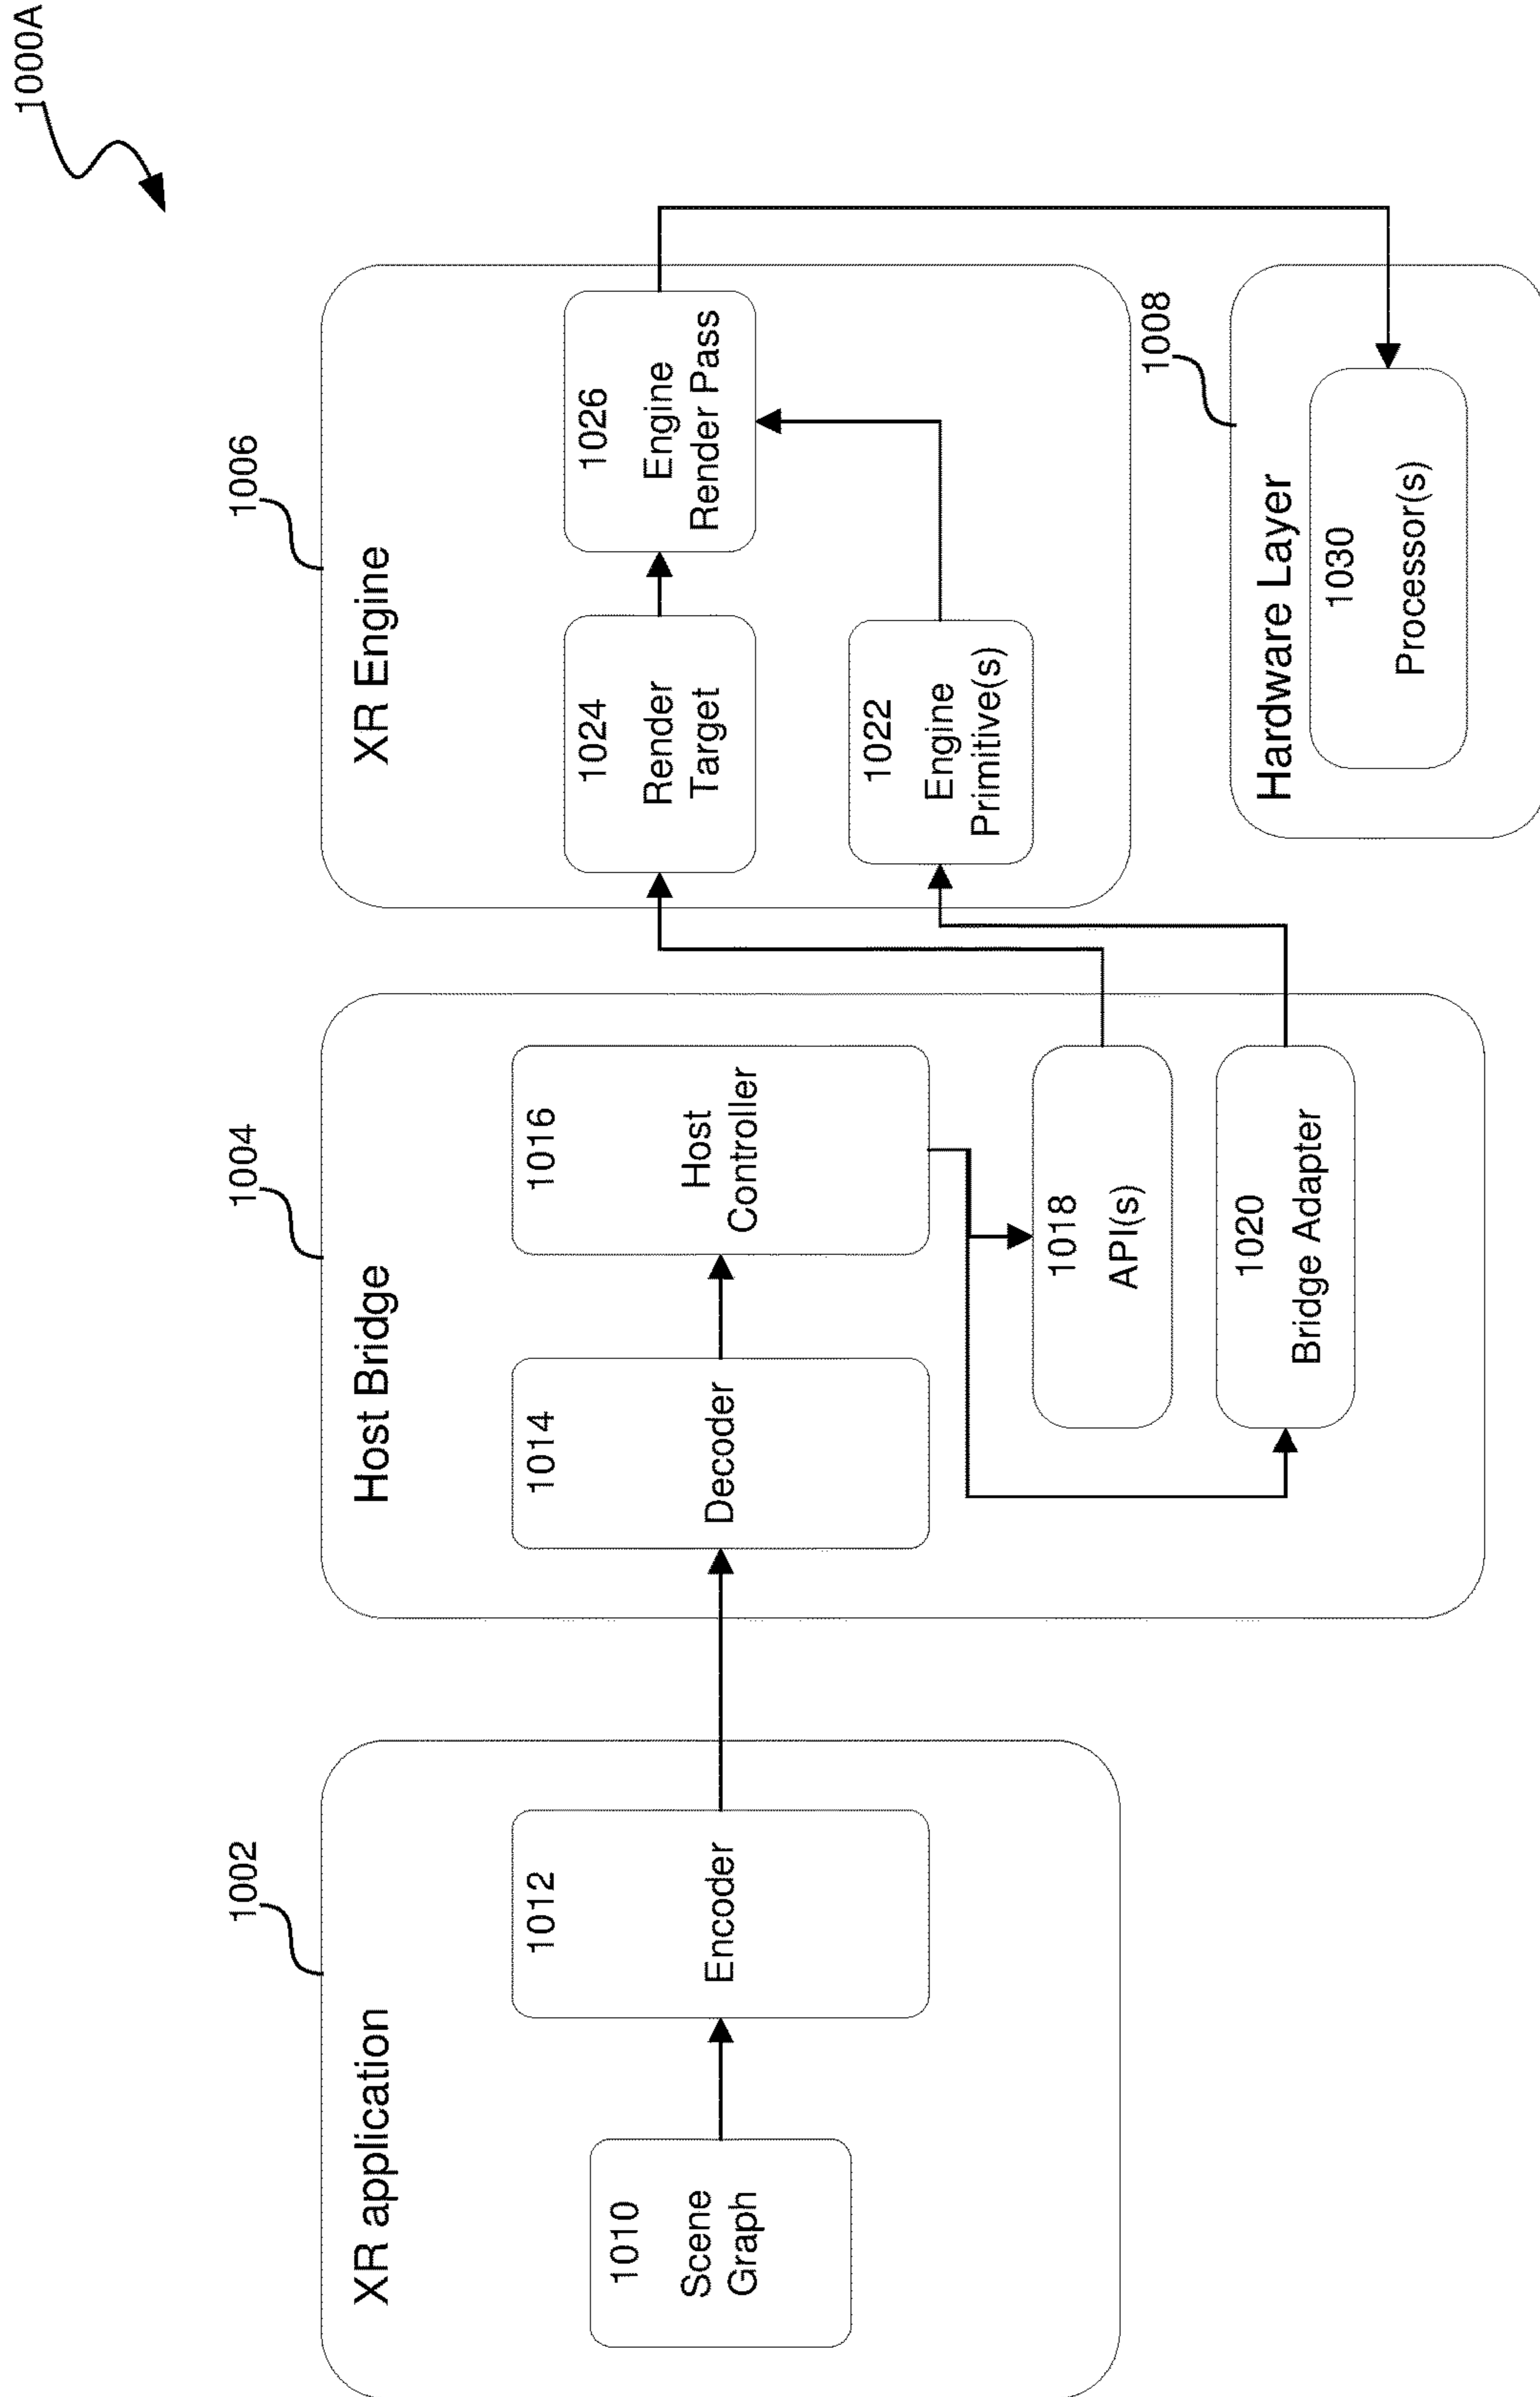 1000A
1002
XR application
1010
Scene
Graph
1012
Encoder
1004
Host Bridge
1014
Decoder
1016
Host
Controller
1018
API(s)
1020
Bridge Adapter
1006
XR Engine
1024
Render
Target
1026
Engine
Render Pass
1022
Engine
Primitive(s)
1008
Hardware Layer
1030
Processor(s)